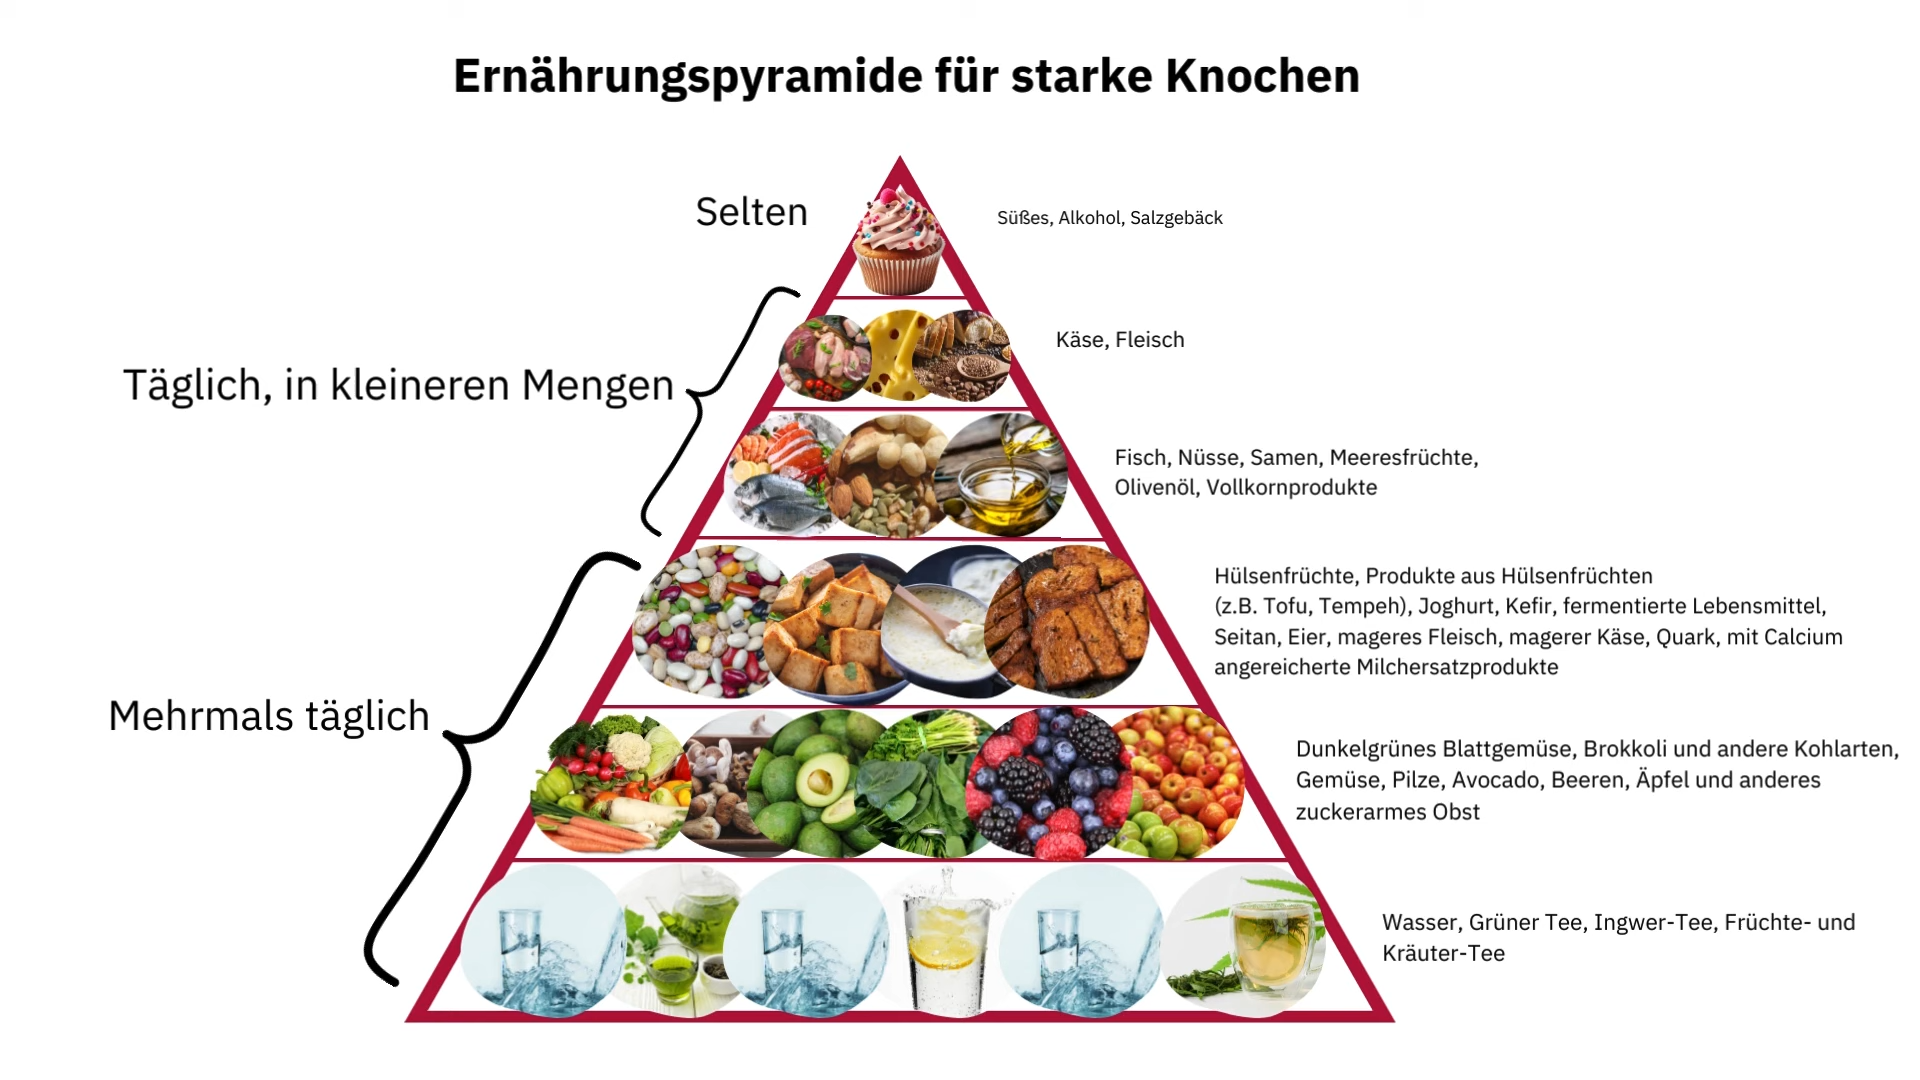 Ernährungspyramide für starke Knochen
Selten
Süßes, Alkohol, Salzgebäck
Käse, Fleisch
Täglich, in kleineren Mengen
Fisch, Nüsse, Samen, Meeresfrüchte,
Olivenöl, Vollkornprodukte
Hülsenfrüchte, Produkte aus Hülsenfrüchten
(z.B. Tofu, Tempeh), Joghurt, Kefir, fermentierte Lebensmittel,
Seitan, Eier, mageres Fleisch, magerer Käse, Quark, mit Calcium
angereicherte Milchersatzprodukte
Mehrmals täglich
Dunkelgrünes Blattgemüse, Brokkoli und andere Kohlarten,
Gemüse, Pilze, Avocado, Beeren, Äpfel und anderes
zuckerarmes Obst
Wasser, Grüner Tee, Ingwer-Tee, Früchte- und
Kräuter-Tee